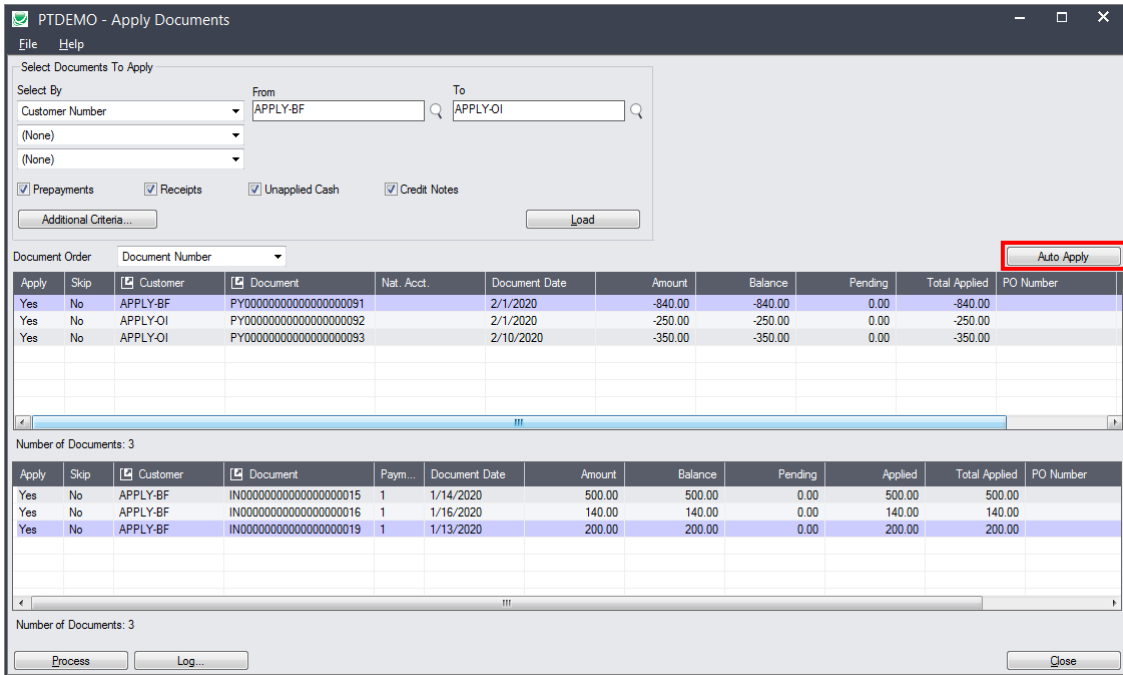 PTDEMO - Apply Documents
File Help
Select Documents To Apply
Select By From To
Customer Number APPLY-BF APPLY-OI
(None)
(None)
Prepayments Receipts Unapplied Cash Credit Notes
Additional Criteria... Load
Document Order Document Number Auto Apply
Apply Skip Customer Document Nat. Acct. Document Date Amount Balance Pending Total Applied PO Number
Yes No APPLY-BF PY00000000000000000091 2/1/2020 -840.00 -840.00 0.00 -840.00
Yes No APPLY-OI PY00000000000000000092 2/1/2020 -250.00 -250.00 0.00 -250.00
Yes No APPLY-OI PY00000000000000000093 2/10/2020 -350.00 -350.00 0.00 -350.00
Number of Documents: 3
Apply Skip Customer Document Paym... Document Date Amount Balance Pending Applied Total Applied PO Number
Yes No APPLY-BF IN00000000000000000015 1 1/14/2020 500.00 500.00 0.00 500.00 500.00
Yes No APPLY-BF IN00000000000000000016 1 1/16/2020 140.00 140.00 0.00 140.00 140.00
Yes No APPLY-BF IN00000000000000000019 1 1/13/2020 200.00 200.00 0.00 200.00 200.00
Number of Documents: 3
Process Log... Close